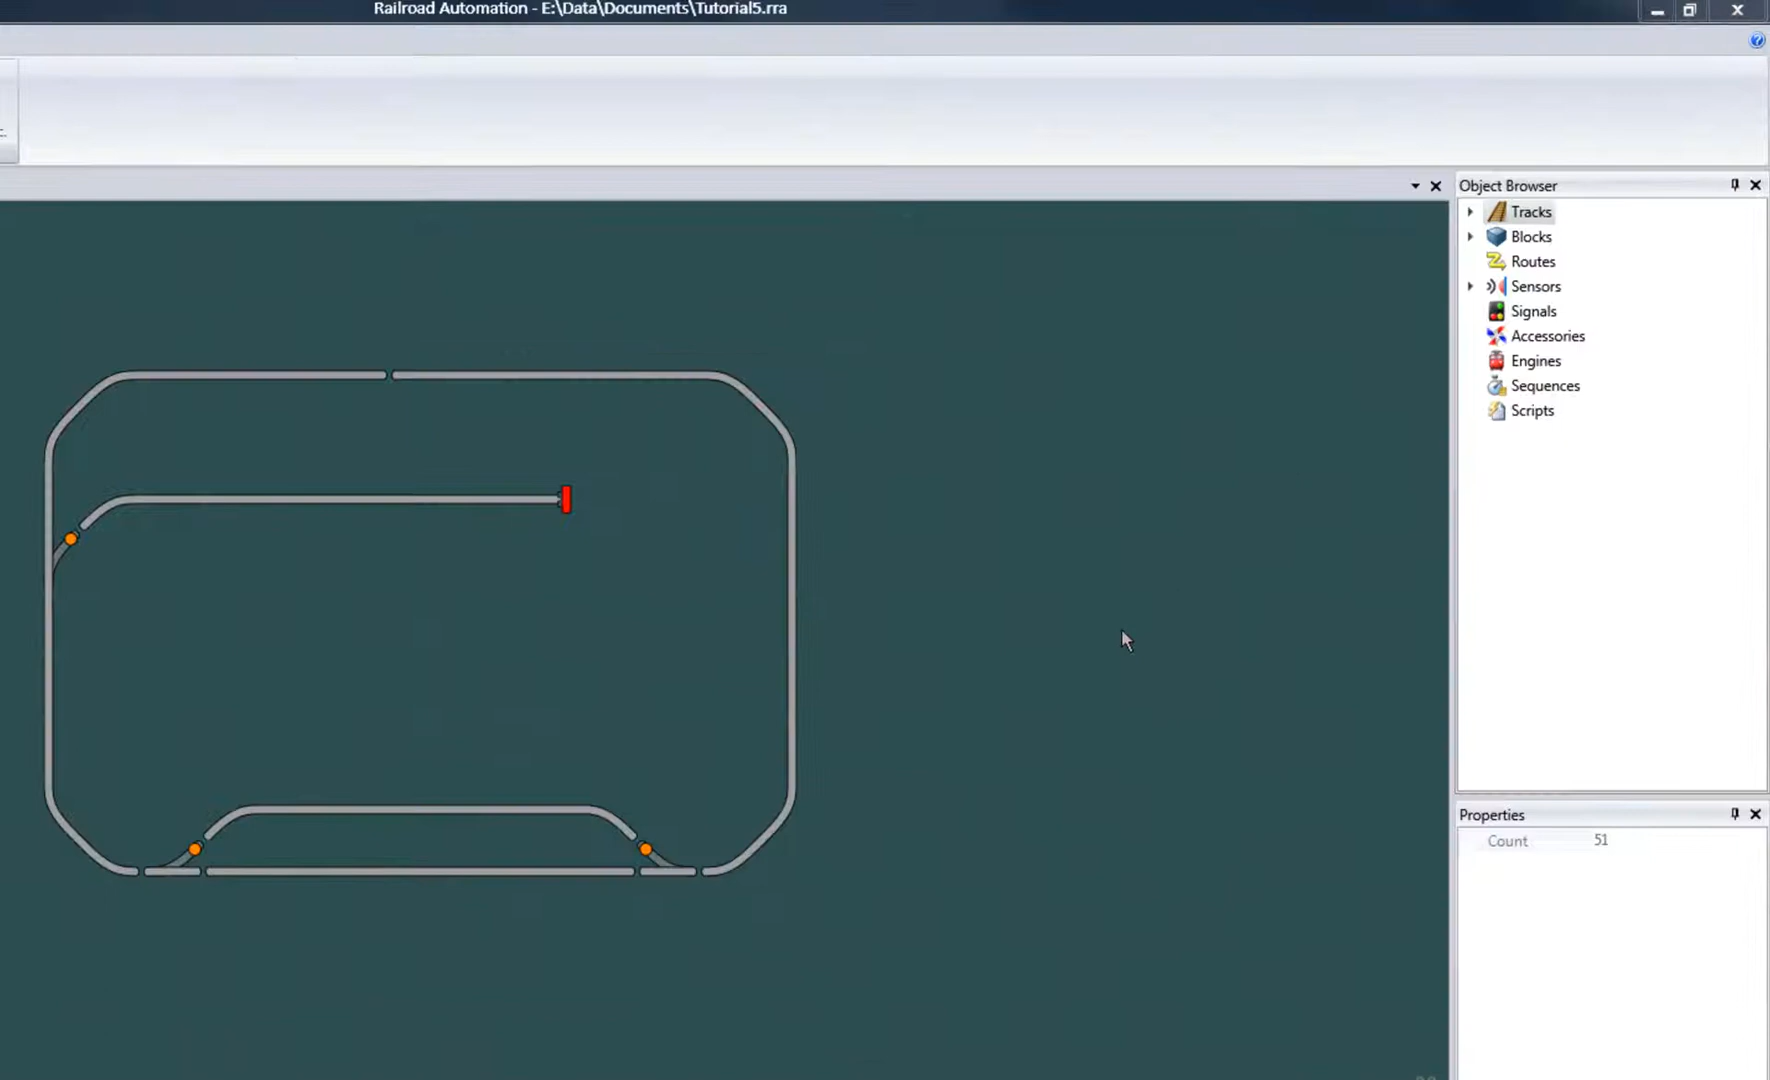 Railroad Automation - E:\Data\Documents\Tutorial5.rra
Object Browser
Tracks
Blocks
Routes
Sensors
Signals
Accessories
Engines
Sequences
Scripts
Properties
Count 51